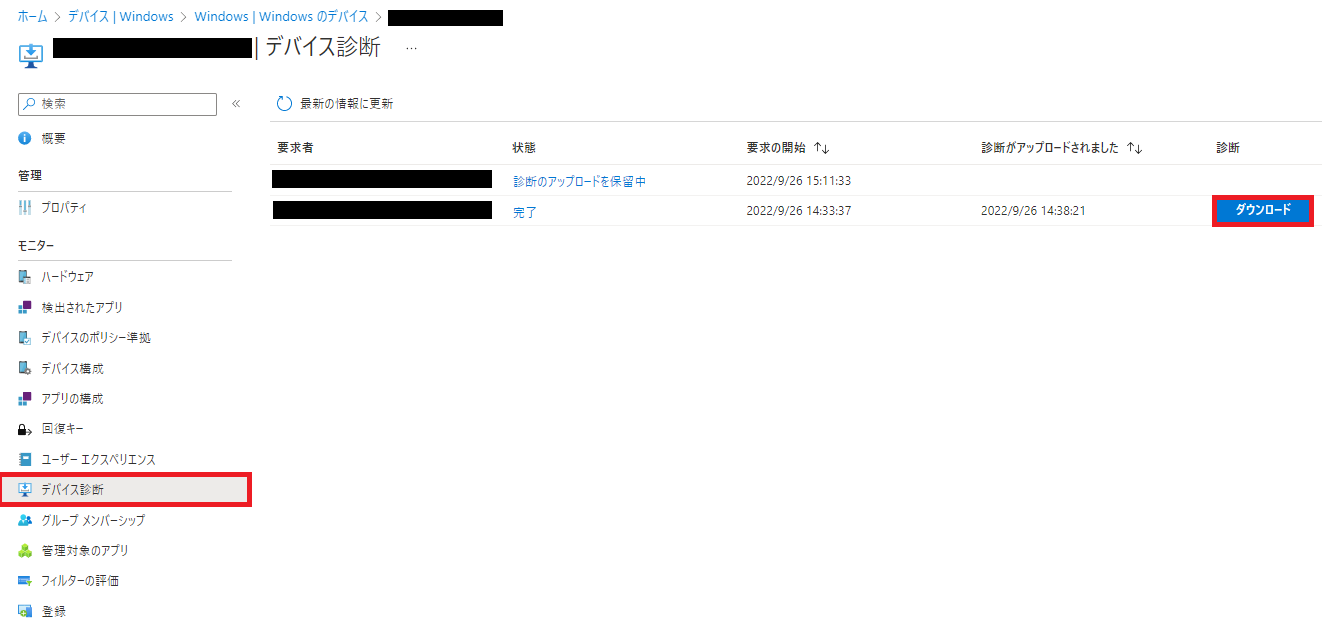 ホーム > デバイス | Windows > Windows | Windows のデバイス >
| デバイス診断 …
検索 «
最新の情報に更新
概要
管理
プロパティ
モニター
ハードウェア
検出されたアプリ
デバイスのポリシー準拠
デバイス構成
アプリの構成
回復キー
ユーザー エクスペリエンス
デバイス診断
グループ メンバーシップ
管理対象のアプリ
フィルターの評価
登録
要求者 状態 要求の開始 ↑↓ 診断がアップロードされました ↑↓ 診断
診断のアップロードを保留中 2022/9/26 15:11:33
完了 2022/9/26 14:33:37 2022/9/26 14:38:21 ダウンロード